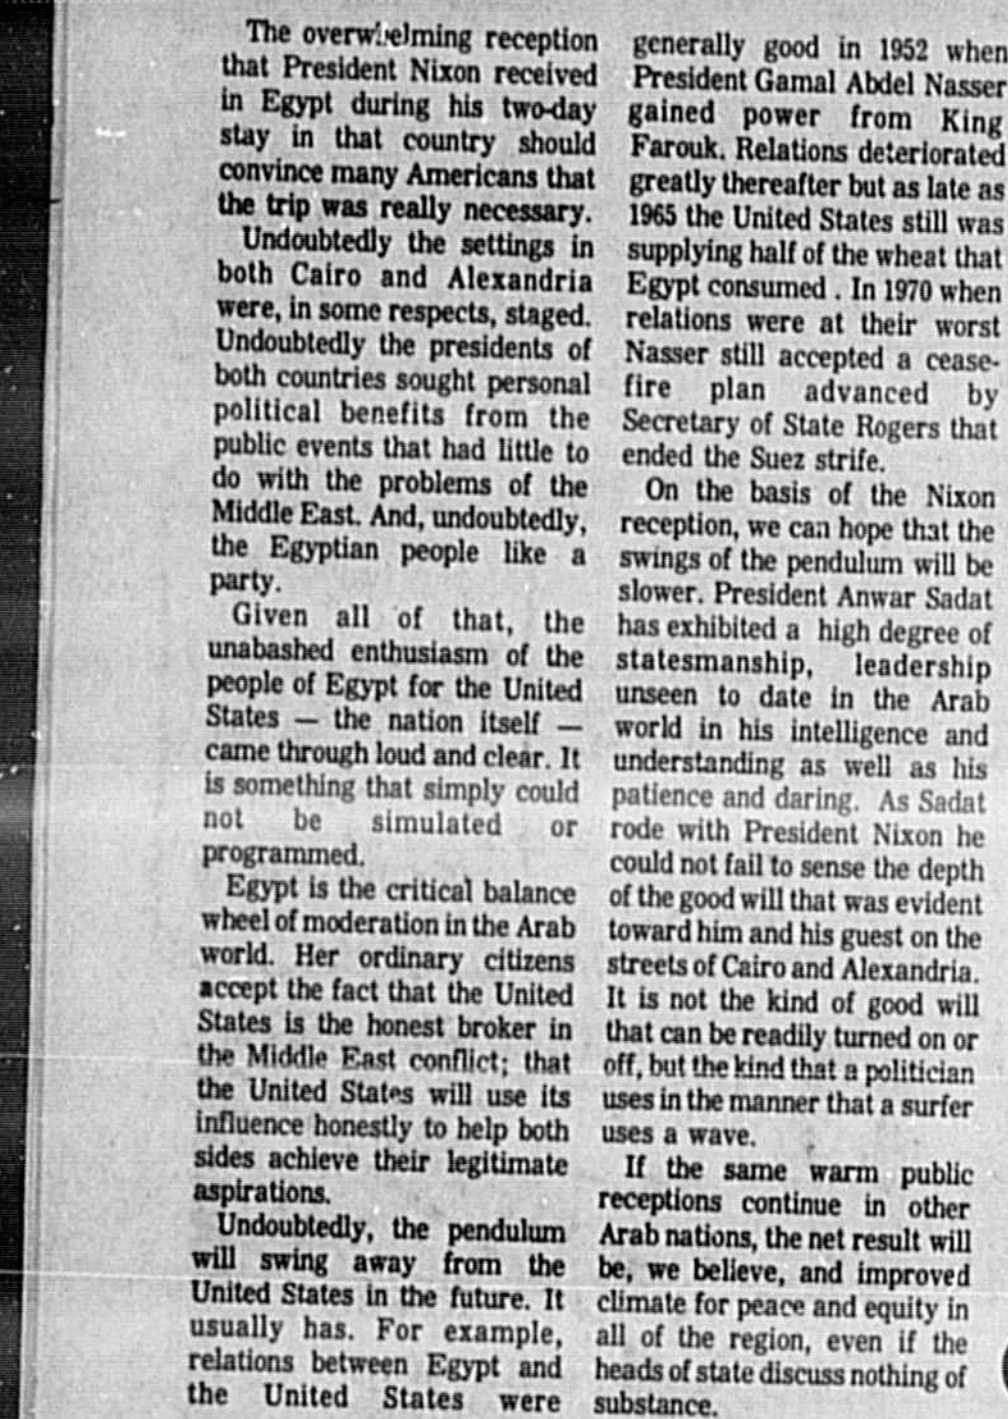 The overwhelming reception
that President Nixon received
in Egypt during his two-day
stay in that country should
convince many Americans that
the trip was really necessary.
Undoubtedly the settings in
both Cairo and Alexandria
were, in some respects, staged.
Undoubtedly the presidents of
both countries sought personal
political benefits from the
public events that had little to
do with the problems of the
Middle East. And, undoubtedly,
the Egyptian people like a
party.
Given all of that, the
unabashed enthusiasm of the
people of Egypt for the United
States — the nation itself —
came through loud and clear. It
is something that simply could
not be simulated or
programmed.
Egypt is the critical balance
wheel of moderation in the Arab
world. Her ordinary citizens
accept the fact that the United
States is the honest broker in
the Middle East conflict; that
the United States will use its
influence honestly to help both
sides achieve their legitimate
aspirations.
Undoubtedly, the pendulum
will swing away from the
United States in the future. It
usually has. For example,
relations between Egypt and
the United States were
generally good in 1952 when
President Gamal Abdel Nasser
gained power from King
Farouk. Relations deteriorated
greatly thereafter but as late as
1965 the United States still was
supplying half of the wheat that
Egypt consumed . In 1970 when
relations were at their worst
Nasser still accepted a cease-
fire plan advanced by
Secretary of State Rogers that
ended the Suez strife.
On the basis of the Nixon
reception, we can hope that the
swings of the pendulum will be
slower. President Anwar Sadat
has exhibited a high degree of
statesmanship, leadership
unseen to date in the Arab
world in his intelligence and
understanding as well as his
patience and daring. As Sadat
rode with President Nixon he
could not fail to sense the depth
of the good will that was evident
toward him and his guest on the
streets of Cairo and Alexandria.
It is not the kind of good will
that can be readily turned on or
off, but the kind that a politician
uses in the manner that a surfer
uses a wave.
If the same warm public
receptions continue in other
Arab nations, the net result will
be, we believe, and improved
climate for peace and equity in
all of the region, even if the
heads of state discuss nothing of
substance.